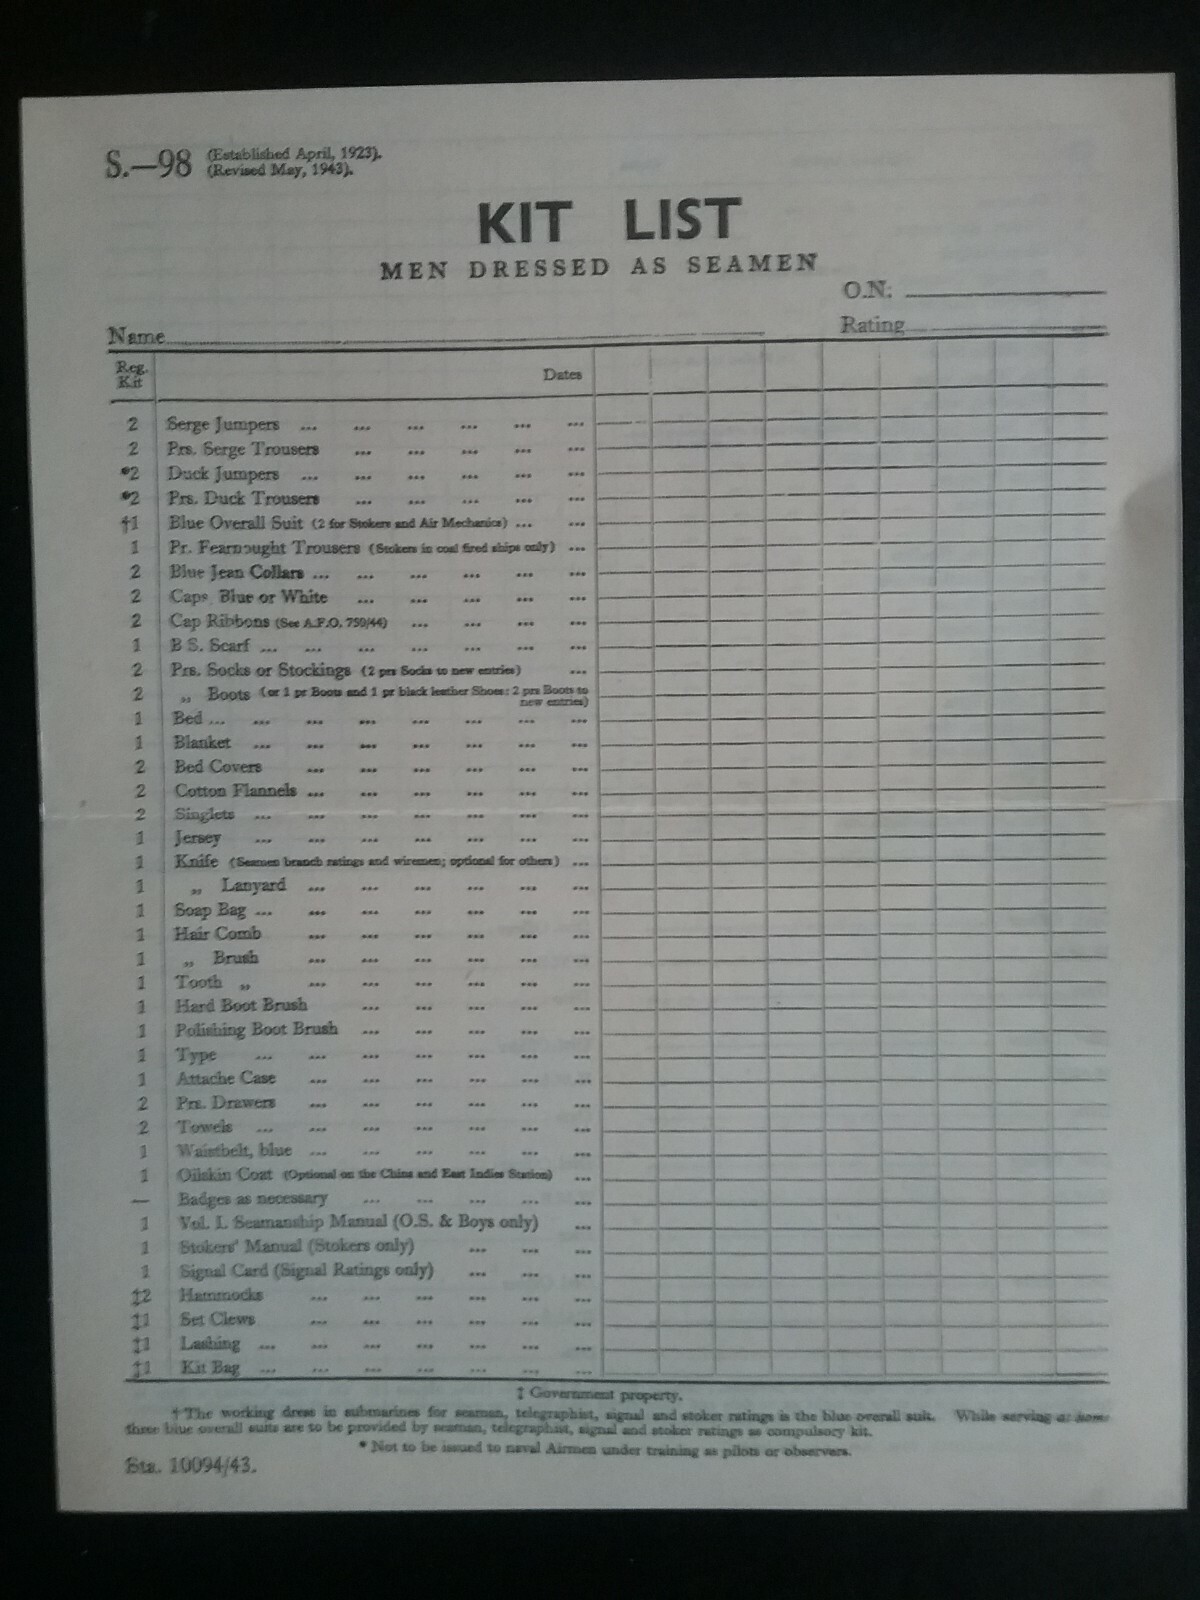 S.—98 (Established April, 1923).
(Revised May, 1943).
KIT LIST
MEN DRESSED AS SEAMEN
O.N:
Name
Rating
Reg. Kit
Dates
2 Serge Jumpers ... ... ... ... ... ...
2 Prs. Serge Trousers ... ... ... ... ...
*2 Duck Jumpers ... ... ... ... ... ...
*2 Prs. Duck Trousers ... ... ... ... ...
†1 Blue Overall Suit (2 for Stokers and Air Mechanics) ... ...
1 Pr. Fearnought Trousers (Stokers in coal fired ships only) ...
2 Blue Jean Collars ... ... ... ... ... ...
2 Caps, Blue or White ... ... ... ... ...
2 Cap Ribbons (See A.F.O. 759/44) ... ... ... ...
1 B S. Scarf ... ... ... ... ... ... ...
2 Prs. Socks or Stockings (2 prs Socks to new entries) ...
2 „ Boots (or 1 pr Boots and 1 pr black leather Shoes: 2 prs Boots to
new entries)
1 Bed ... ... ... ... ... ... ... ...
1 Blanket ... ... ... ... ... ... ...
2 Bed Covers ... ... ... ... ... ...
2 Cotton Flannels ... ... ... ... ... ...
2 Singlets ... ... ... ... ... ... ...
1 Jersey ... ... ... ... ... ... ...
1 Knife (Seamen branch ratings and wiremen; optional for others) ...
1 „ Lanyard ... ... ... ... ... ...
1 Soap Bag ... ... ... ... ... ... ...
1 Hair Comb ... ... ... ... ... ...
1 „ Brush ... ... ... ... ... ...
1 Tooth „ ... ... ... ... ... ...
1 Hard Boot Brush ... ... ... ... ...
1 Polishing Boot Brush ... ... ... ... ...
1 Type ... ... ... ... ... ... ...
1 Attache Case ... ... ... ... ... ...
2 Prs. Drawers ... ... ... ... ... ...
2 Towels ... ... ... ... ... ... ...
1 Waistbelt, blue ... ... ... ... ... ...
1 Oilskin Coat (Optional on the China and East Indies Station) ...
— Badges as necessary ... ... ... ... ...
1 Vol. I. Seamanship Manual (O.S. & Boys only) ...
1 Stokers' Manual (Stokers only) ... ... ...
1 Signal Card (Signal Ratings only) ... ... ...
‡2 Hammocks ... ... ... ... ... ...
‡1 Set Clews ... ... ... ... ... ...
‡1 Lashing ... ... ... ... ... ... ...
‡1 Kit Bag ... ... ... ... ... ... ...
‡ Government property.
† The working dress in submarines for seaman, telegraphist, signal and stoker ratings is the blue overall suit. While serving
three blue overall suits are to be provided by seaman, telegraphist, signal and stoker ratings as compulsory kit.
* Not to be issued to naval Airmen under training as pilots or observers.
Sta. 10094/43.